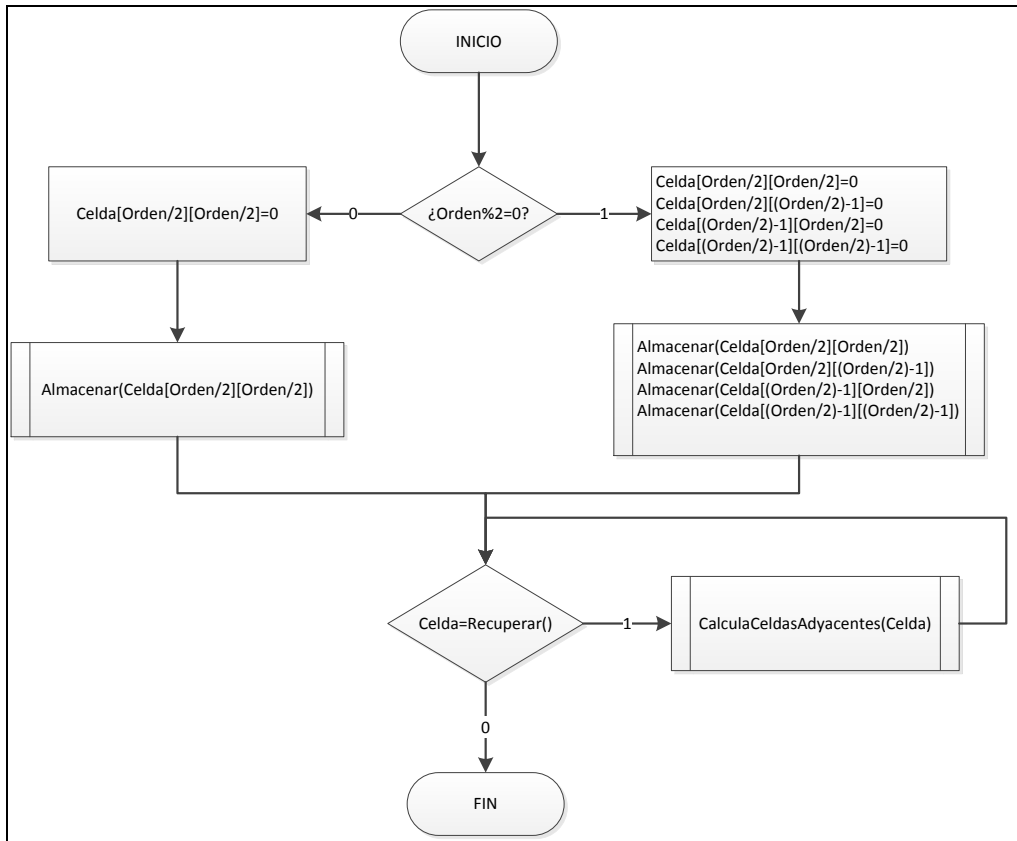 INICIO
¿Orden%2=0?
0
1
Celda[Orden/2][Orden/2]=0
Celda[Orden/2][Orden/2]=0
Celda[Orden/2][(Orden/2)-1]=0
Celda[(Orden/2)-1][Orden/2]=0
Celda[(Orden/2)-1][(Orden/2)-1]=0
Almacenar(Celda[Orden/2][Orden/2])
Almacenar(Celda[Orden/2][Orden/2])
Almacenar(Celda[Orden/2][(Orden/2)-1])
Almacenar(Celda[(Orden/2)-1][Orden/2])
Almacenar(Celda[(Orden/2)-1][(Orden/2)-1])
Celda=Recuperar()
1
CalculaCeldasAdyacentes(Celda)
0
FIN